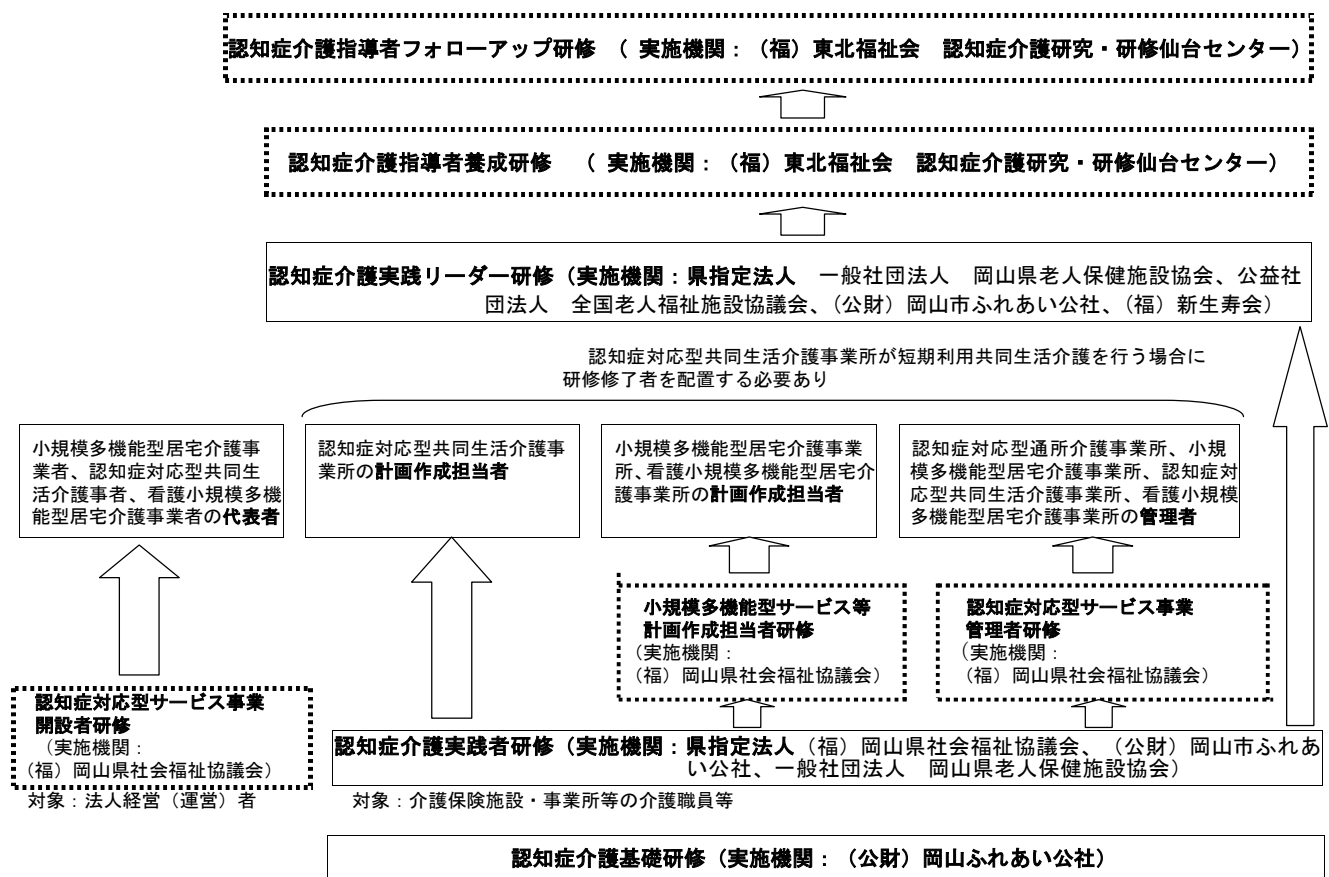 認知症介護指導者フォローアップ研修 （ 実施機関：（福）東北福祉会 認知症介護研究・研修仙台センター）
認知症介護指導者養成研修 （ 実施機関：（福）東北福祉会 認知症介護研究・研修仙台センター）
認知症介護実践リーダー研修（実施機関：県指定法人 一般社団法人 岡山県老人保健施設協会、公益社
団法人 全国老人福祉施設協議会、（公財）岡山市ふれあい公社、（福）新生寿会）
認知症対応型共同生活介護事業所が短期利用共同生活介護を行う場合に
研修修了者を配置する必要あり
小規模多機能型居宅介護事
業者、認知症対応型共同生
活介護事者、看護小規模多機
能型居宅介護事業者の代表者
認知症対応型共同生活介護事
業所の計画作成担当者
小規模多機能型居宅介護事業
所、看護小規模多機能型居宅介
護事業所の計画作成担当者
認知症対応型通所介護事業所、小規
模多機能型居宅介護事業所、認知症対
応型共同生活介護事業所、看護小規模
多機能型居宅介護事業所の管理者
小規模多機能型サービス等
計画作成担当者研修
（実施機関：
（福）岡山県社会福祉協議会）
認知症対応型サービス事業
管理者研修
（実施機関：
（福）岡山県社会福祉協議会）
認知症対応型サービス事業
開設者研修
（実施機関：
（福）岡山県社会福祉協議会）
対象：法人経営（運営）者
認知症介護実践者研修（実施機関：県指定法人（福）岡山県社会福祉協議会、（公財）岡山市ふれあ
い公社、一般社団法人 岡山県老人保健施設協会）
対象：介護保険施設・事業所等の介護職員等
認知症介護基礎研修（実施機関：（公財）岡山ふれあい公社）